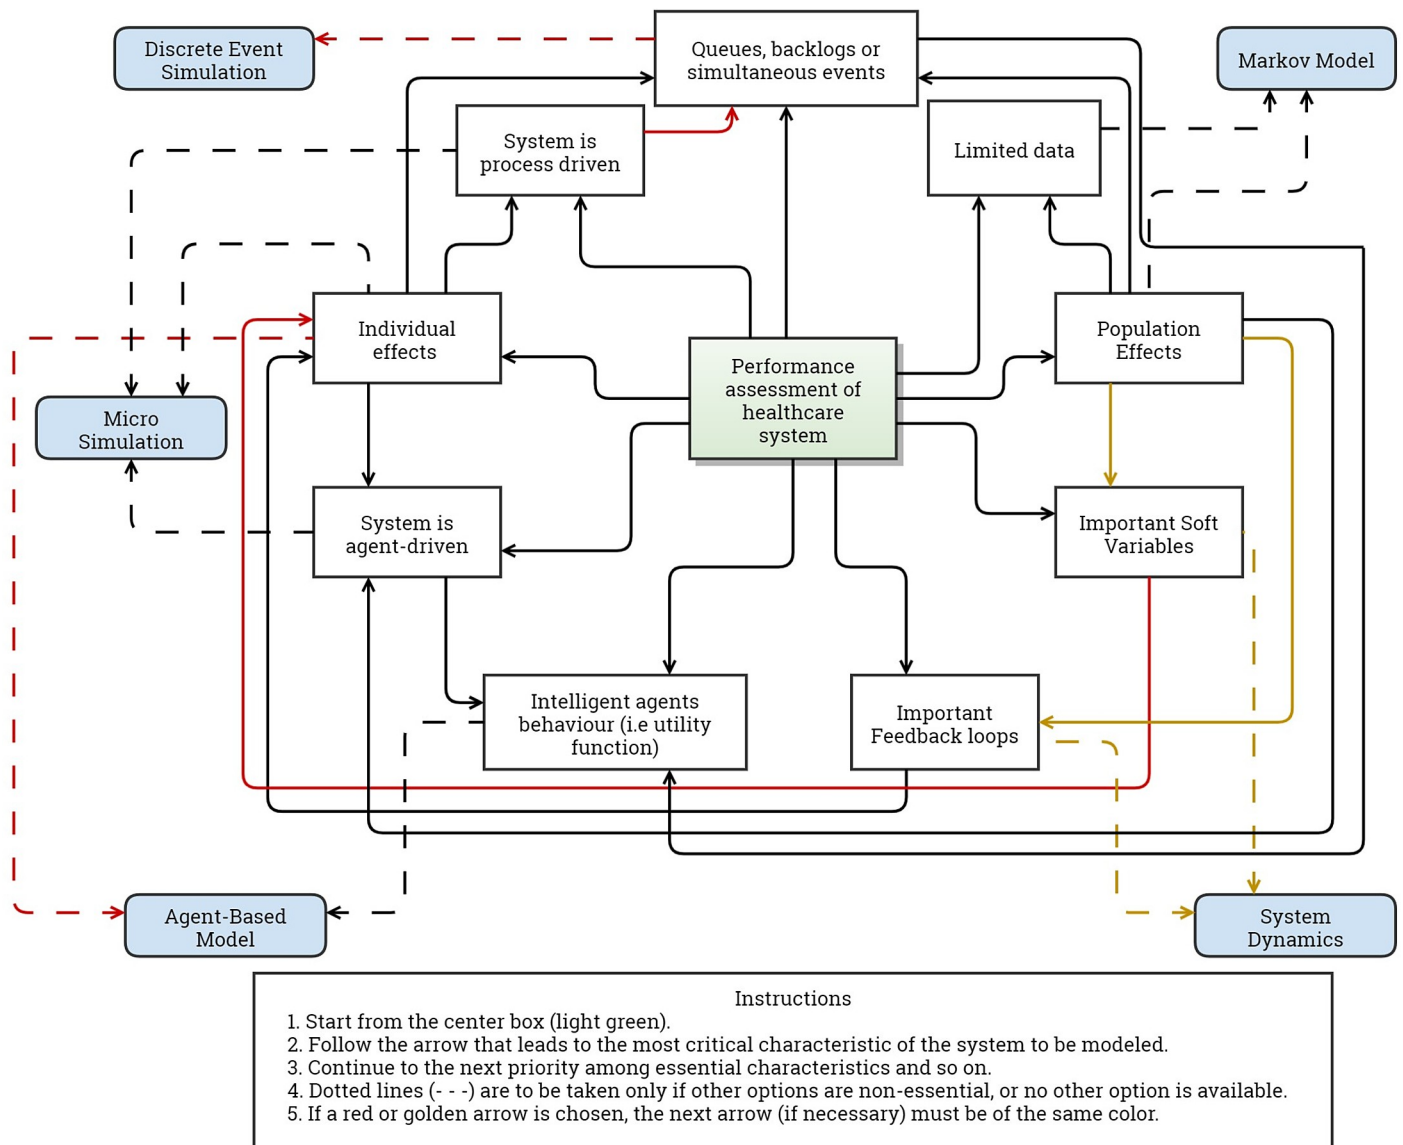 Queues, backlogs or
simultaneous events
Discrete Event
Simulation
Markov Model
System is
process driven
Limited data
Individual
effects
Population
Effects
Performance
assessment of
healthcare
system
Micro
Simulation
System is
agent-driven
Important Soft
Variables
Intelligent agents
behaviour (i.e utility
function)
Important
Feedback loops
Agent-Based
Model
System
Dynamics
Instructions
1. Start from the center box (light green).
2. Follow the arrow that leads to the most critical characteristic of the system to be modeled.
3. Continue to the next priority among essential characteristics and so on.
4. Dotted lines (- - -) are to be taken only if other options are non-essential, or no other option is available.
5. If a red or golden arrow is chosen, the next arrow (if necessary) must be of the same color.